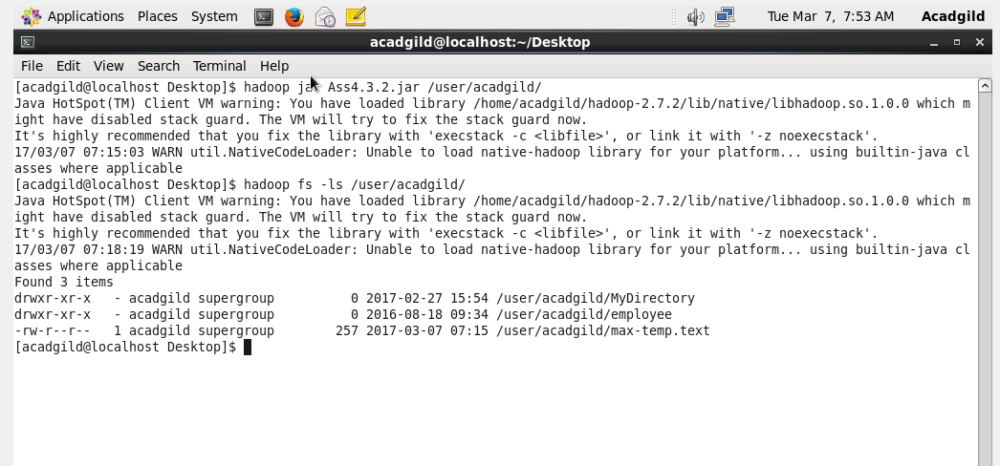 Applications Places System Tue Mar 7, 7:53 AM Acadgild
acadgild@localhost:~/Desktop
File Edit View Search Terminal Help
[acadgild@localhost Desktop]$ hadoop jar Ass4.3.2.jar /user/acadgild/
Java HotSpot(TM) Client VM warning: You have loaded library /home/acadgild/hadoop-2.7.2/lib/native/libhadoop.so.1.0.0 which m
ight have disabled stack guard. The VM will try to fix the stack guard now.
It's highly recommended that you fix the library with 'execstack -c <libfile>', or link it with '-z noexecstack'.
17/03/07 07:15:03 WARN util.NativeCodeLoader: Unable to load native-hadoop library for your platform... using builtin-java cl
asses where applicable
[acadgild@localhost Desktop]$ hadoop fs -ls /user/acadgild/
Java HotSpot(TM) Client VM warning: You have loaded library /home/acadgild/hadoop-2.7.2/lib/native/libhadoop.so.1.0.0 which m
ight have disabled stack guard. The VM will try to fix the stack guard now.
It's highly recommended that you fix the library with 'execstack -c <libfile>', or link it with '-z noexecstack'.
17/03/07 07:18:19 WARN util.NativeCodeLoader: Unable to load native-hadoop library for your platform... using builtin-java cl
asses where applicable
Found 3 items
drwxr-xr-x   - acadgild supergroup          0 2017-02-27 15:54 /user/acadgild/MyDirectory
drwxr-xr-x   - acadgild supergroup          0 2016-08-18 09:34 /user/acadgild/employee
-rw-r--r--   1 acadgild supergroup        257 2017-03-07 07:15 /user/acadgild/max-temp.text
[acadgild@localhost Desktop]$